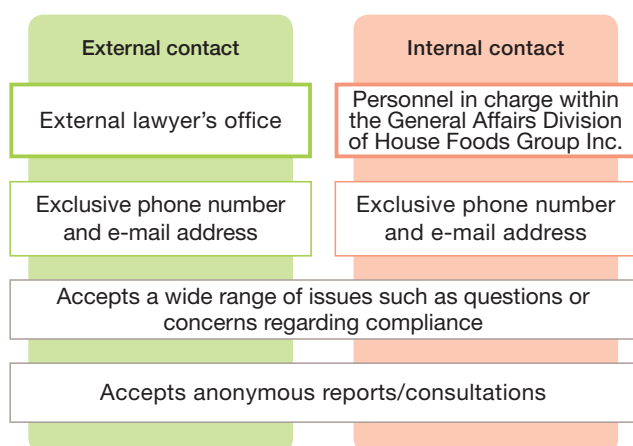 External contact
Internal contact
External lawyer's office
Personnel in charge within
the General Affairs Division
of House Foods Group Inc.
Exclusive phone number
and e-mail address
Exclusive phone number
and e-mail address
Accepts a wide range of issues such as questions or
concerns regarding compliance
Accepts anonymous reports/consultations